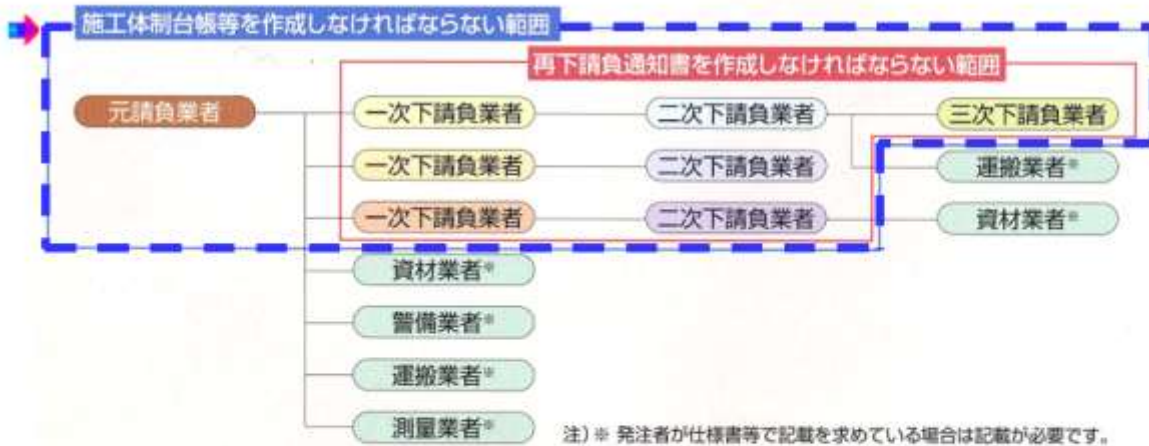 施工体制台帳等を作成しなければならない範囲
再下請負通知書を作成しなければならない範囲
元請負業者
一次下請負業者
二次下請負業者
三次下請負業者
一次下請負業者
二次下請負業者
運搬業者※
一次下請負業者
二次下請負業者
資材業者※
資材業者※
警備業者※
運搬業者※
測量業者※
注)※ 発注者が仕様書等で記載を求めている場合は記載が必要です。